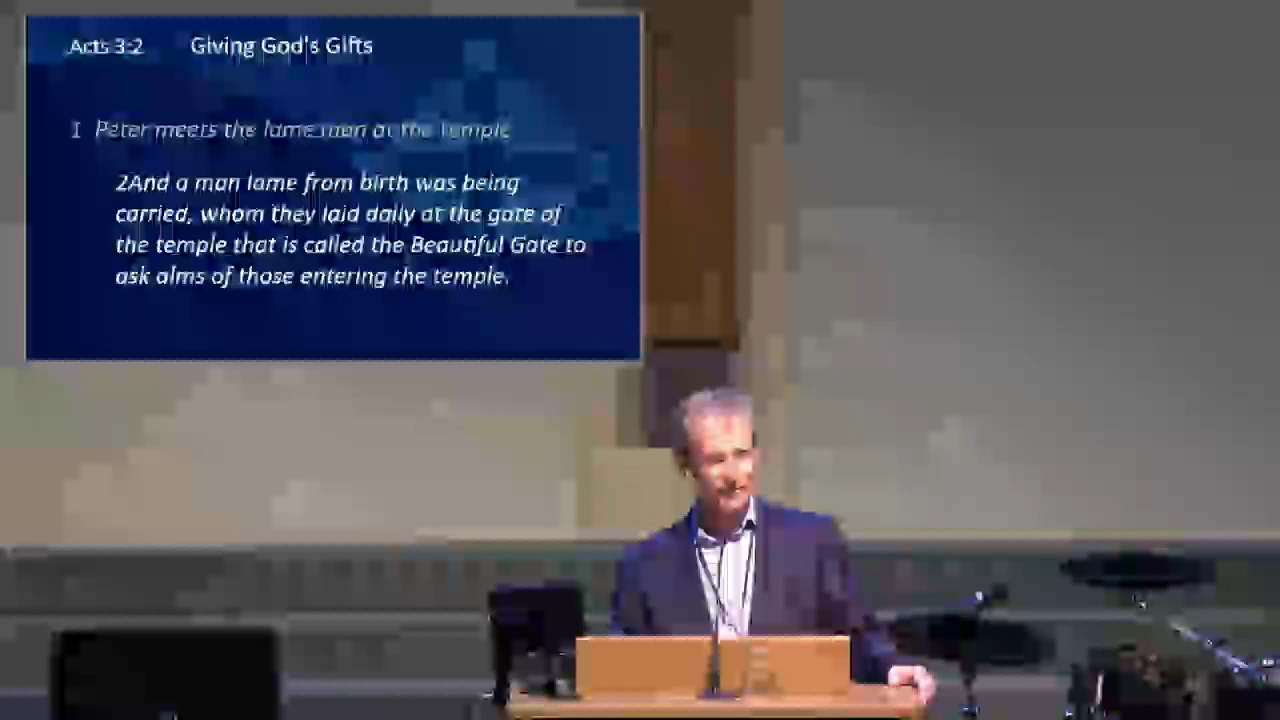 Acts 3:2 Giving God's Gifts
1 Peter meets the lame man at the temple
2And a man lame from birth was being
carried, whom they laid daily at the gate of
the temple that is called the Beautiful Gate to
ask alms of those entering the temple.